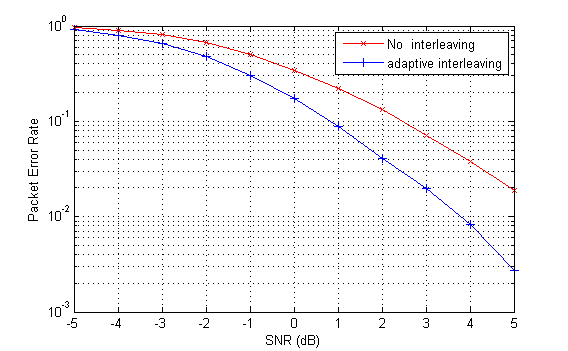 10^0
No interleaving
adaptive interleaving
10^-1
Packet Error Rate
10^-2
10^-3
-5 -4 -3 -2 -1 0 1 2 3 4 5
SNR (dB)